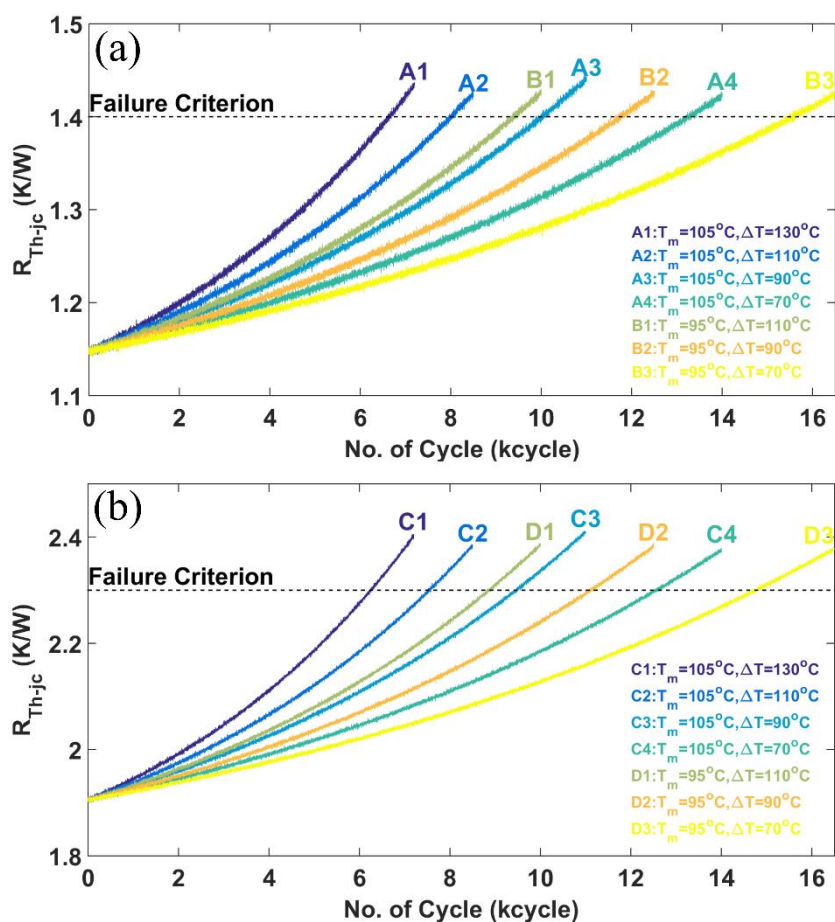 (a)
1.5
1.4
1.3
1.2
1.1
R_Th-jc (K/W)
A1
A2
B1
A3
B2
A4
B3
Failure Criterion
A1:T_m=105°C,ΔT=130°C
A2:T_m=105°C,ΔT=110°C
A3:T_m=105°C,ΔT=90°C
A4:T_m=105°C,ΔT=70°C
B1:T_m=95°C,ΔT=110°C
B2:T_m=95°C,ΔT=90°C
B3:T_m=95°C,ΔT=70°C
0 2 4 6 8 10 12 14 16
No. of Cycle (kcycle)
(b)
2.4
2.2
2
1.8
R_Th-jc (K/W)
C1
C2
D1
C3
D2
C4
D3
Failure Criterion
C1:T_m=105°C,ΔT=130°C
C2:T_m=105°C,ΔT=110°C
C3:T_m=105°C,ΔT=90°C
C4:T_m=105°C,ΔT=70°C
D1:T_m=95°C,ΔT=110°C
D2:T_m=95°C,ΔT=90°C
D3:T_m=95°C,ΔT=70°C
0 2 4 6 8 10 12 14 16
No. of Cycle (kcycle)